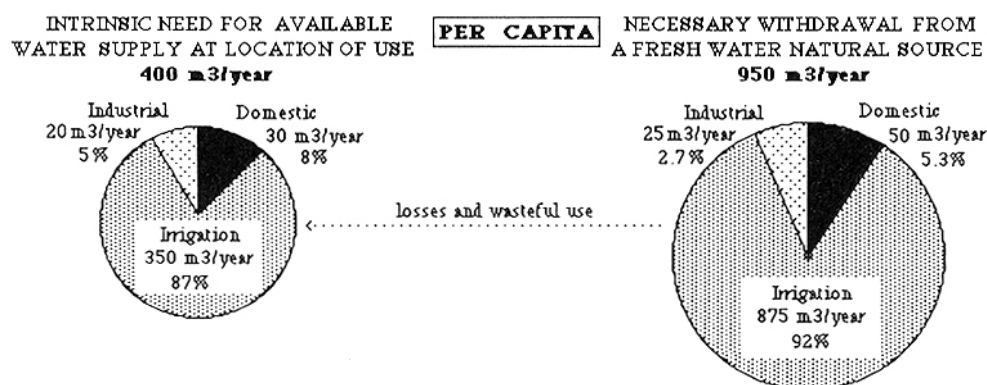 INTRINSIC NEED FOR AVAILABLE
WATER SUPPLY AT LOCATION OF USE
400 m3/year
PER CAPITA
NECESSARY WITHDRAWAL FROM
A FRESH WATER NATURAL SOURCE
950 m3/year
Industrial
20 m3/year
5%
Domestic
30 m3/year
8%
Irrigation
350 m3/year
87%
losses and wasteful use
Industrial
25 m3/year
2.7%
Domestic
50 m3/year
5.3%
Irrigation
875 m3/year
92%